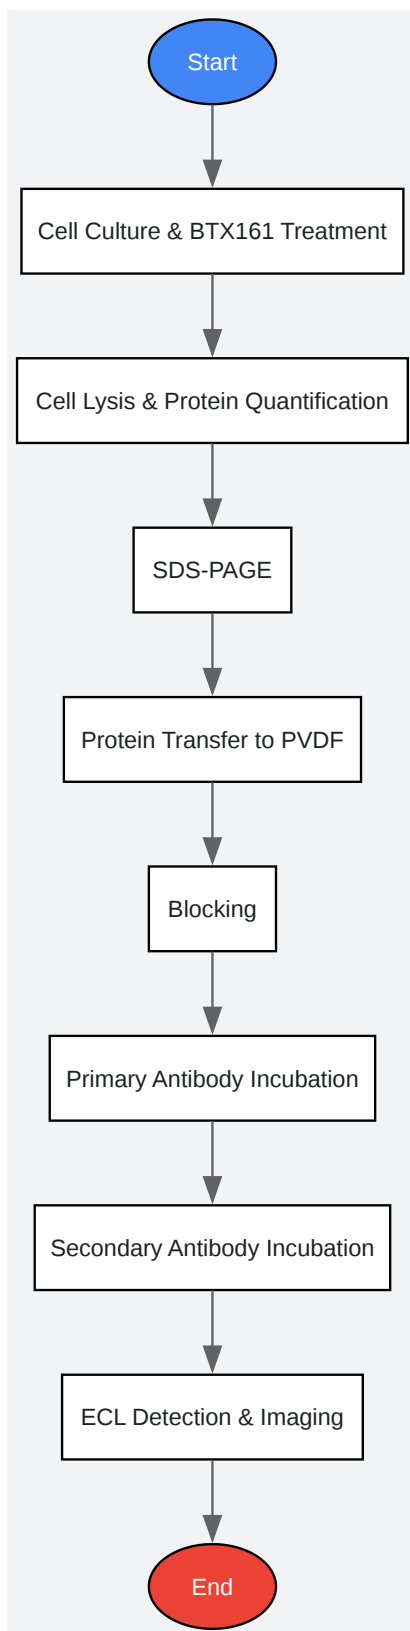 Start
Cell Culture & BTX161 Treatment
Cell Lysis & Protein Quantification
SDS-PAGE
Protein Transfer to PVDF
Blocking
Primary Antibody Incubation
Secondary Antibody Incubation
ECL Detection & Imaging
End